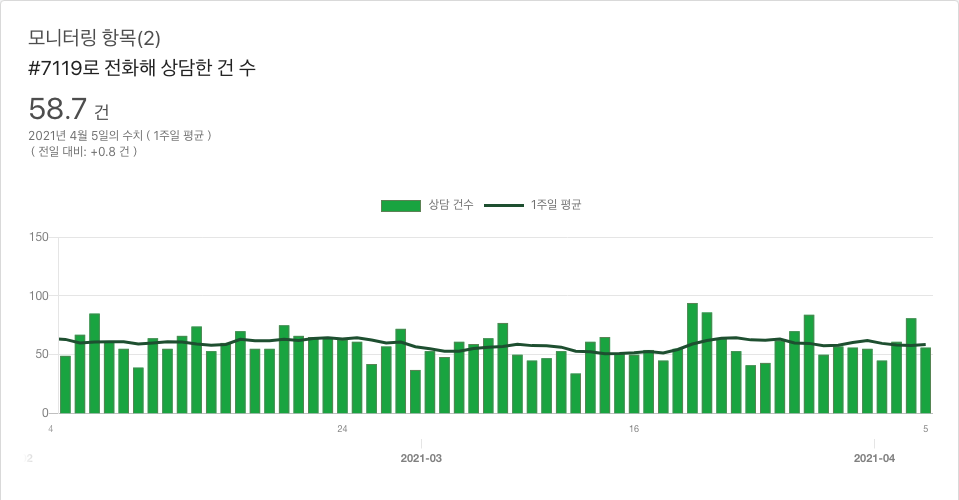 모니터링 항목(2)
#7119로 전화해 상담한 건 수
58.7 건
2021년 4월 5일의 수치 ( 1주일 평균 )
( 전일 대비: +0.8 건 )
상담 건수 1주일 평균
150
100
50
0
4 24 16 5
2 2021-03 2021-04